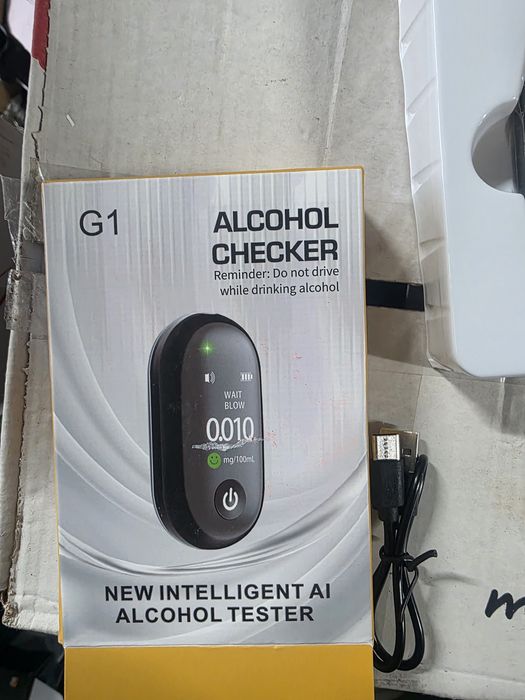 G1
ALCOHOL
CHECKER
Reminder: Do not drive
while drinking alcohol
WAIT
BLOW
0.010
mg/100mL
NEW INTELLIGENT AI
ALCOHOL TESTER